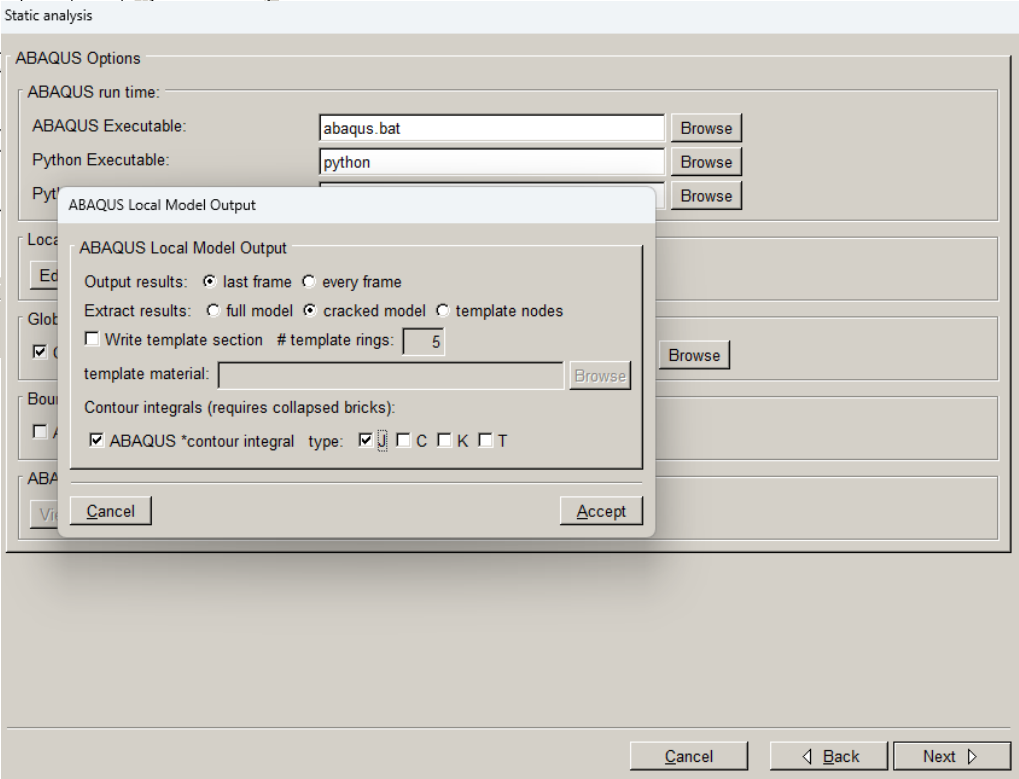 Static analysis
ABAQUS Options
ABAQUS run time:
ABAQUS Executable: abaqus.bat Browse
Python Executable: python Browse
Browse
ABAQUS Local Model Output
ABAQUS Local Model Output
Output results: last frame every frame
Extract results: full model cracked model template nodes
Write template section # template rings: 5
Browse
template material: Browse
Contour integrals (requires collapsed bricks):
ABAQUS *contour integral type: J C K T
Cancel Accept
Cancel Back Next